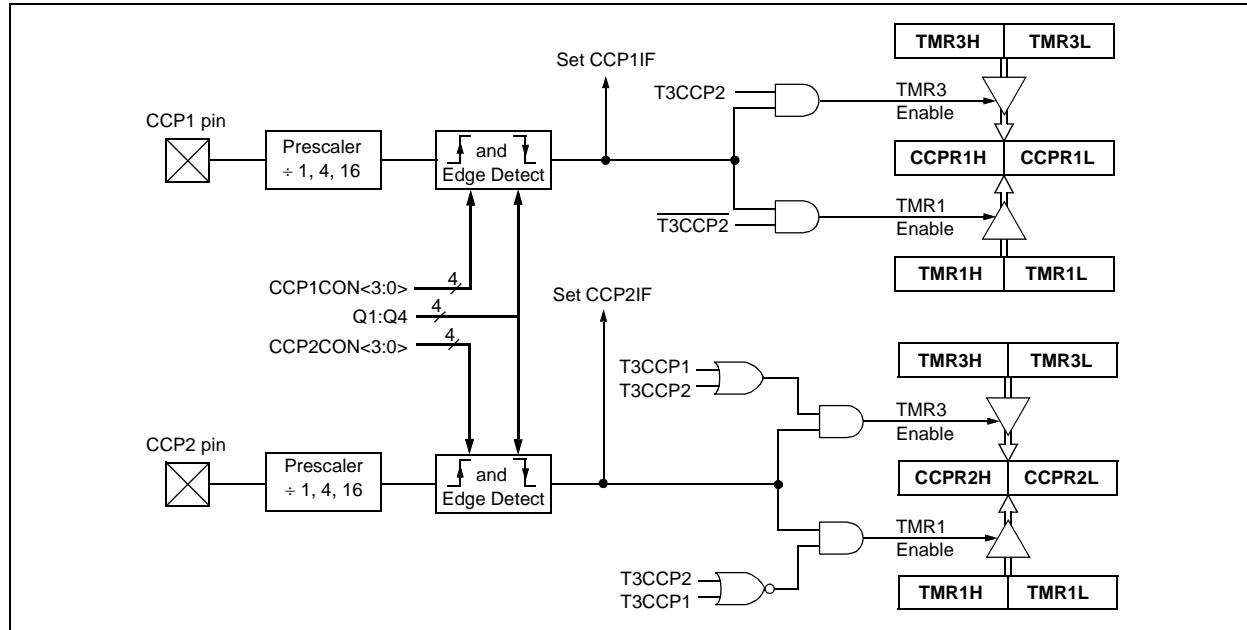 TMR3H TMR3L
Set CCP1IF
T3CCP2
TMR3
Enable
CCP1 pin
Prescaler
÷ 1, 4, 16
and
Edge Detect
CCPR1H CCPR1L
T3CCP2
TMR1
Enable
TMR1H TMR1L
CCP1CON<3:0> 4
Q1:Q4 4
CCP2CON<3:0> 4
Set CCP2IF
TMR3H TMR3L
T3CCP1
T3CCP2
TMR3
Enable
CCP2 pin
Prescaler
÷ 1, 4, 16
and
Edge Detect
CCPR2H CCPR2L
TMR1
Enable
T3CCP2
T3CCP1
TMR1H TMR1L